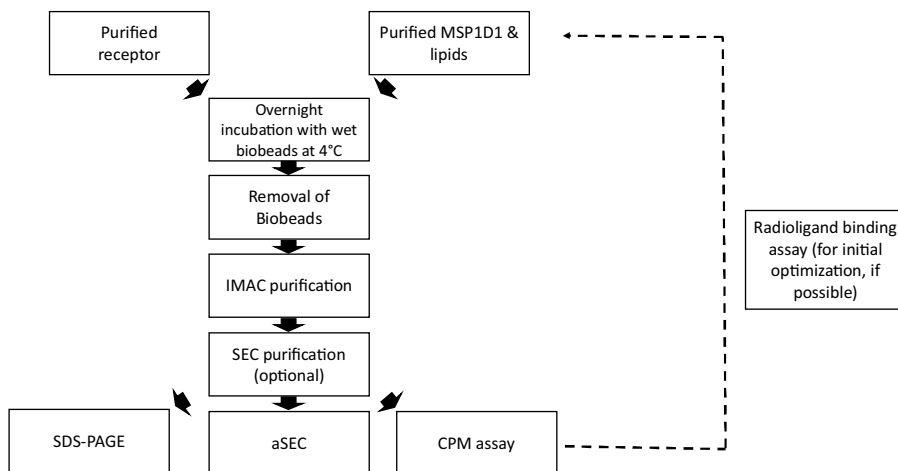 Purified
receptor
Purified MSP1D1 &
lipids
Overnight
incubation with wet
biobeads at 4°C
Removal of
Biobeads
Radioligand binding
assay (for initial
optimization, if
possible)
IMAC purification
SEC purification
(optional)
SDS-PAGE
aSEC
CPM assay